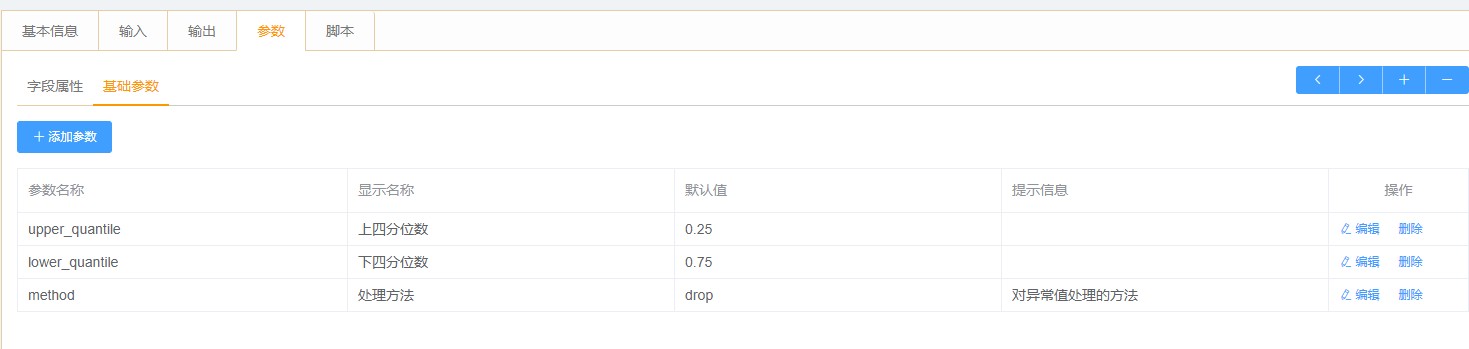 基本信息 输入 输出 参数 脚本
字段属性 基础参数
添加参数
参数名称 显示名称 默认值 提示信息 操作
upper_quantile 上四分位数 0.25 编辑 删除
lower_quantile 下四分位数 0.75 编辑 删除
method 处理方法 drop 对异常值处理的方法 编辑 删除